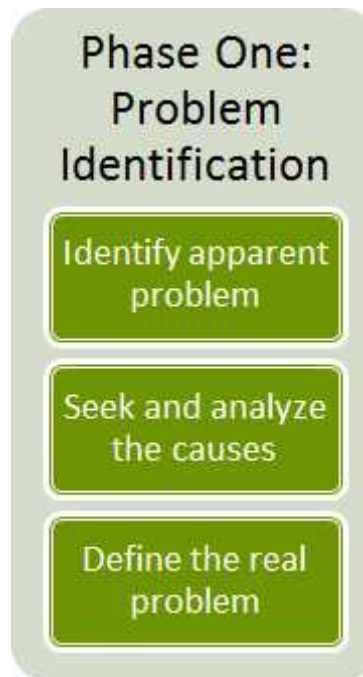 Phase One:
Problem
Identification
Identify apparent
problem
Seek and analyze
the causes
Define the real
problem